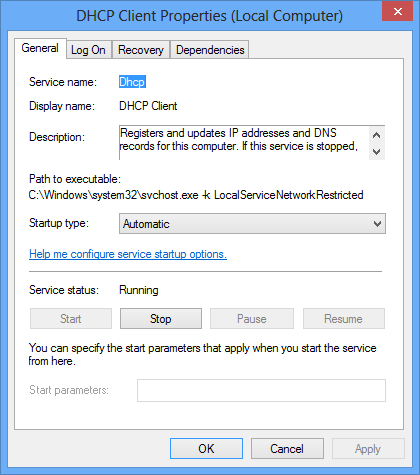 DHCP Client Properties (Local Computer)
General Log On Recovery Dependencies
Service name: Dhcp
Display name: DHCP Client
Description: Registers and updates IP addresses and DNS
records for this computer. If this service is stopped,
Path to executable:
C:\Windows\system32\svchost.exe -k LocalServiceNetworkRestricted
Startup type: Automatic
Help me configure service startup options.
Service status: Running
Start Stop Pause Resume
You can specify the start parameters that apply when you start the service
from here.
Start parameters:
OK Cancel Apply